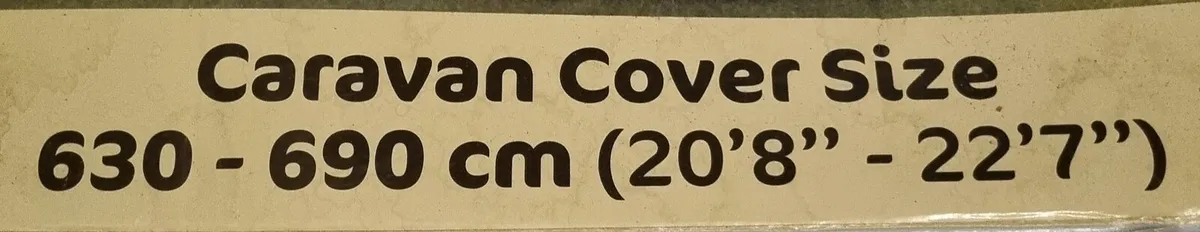 Caravan Cover Size
630 - 690 cm (20’8” - 22’7”)